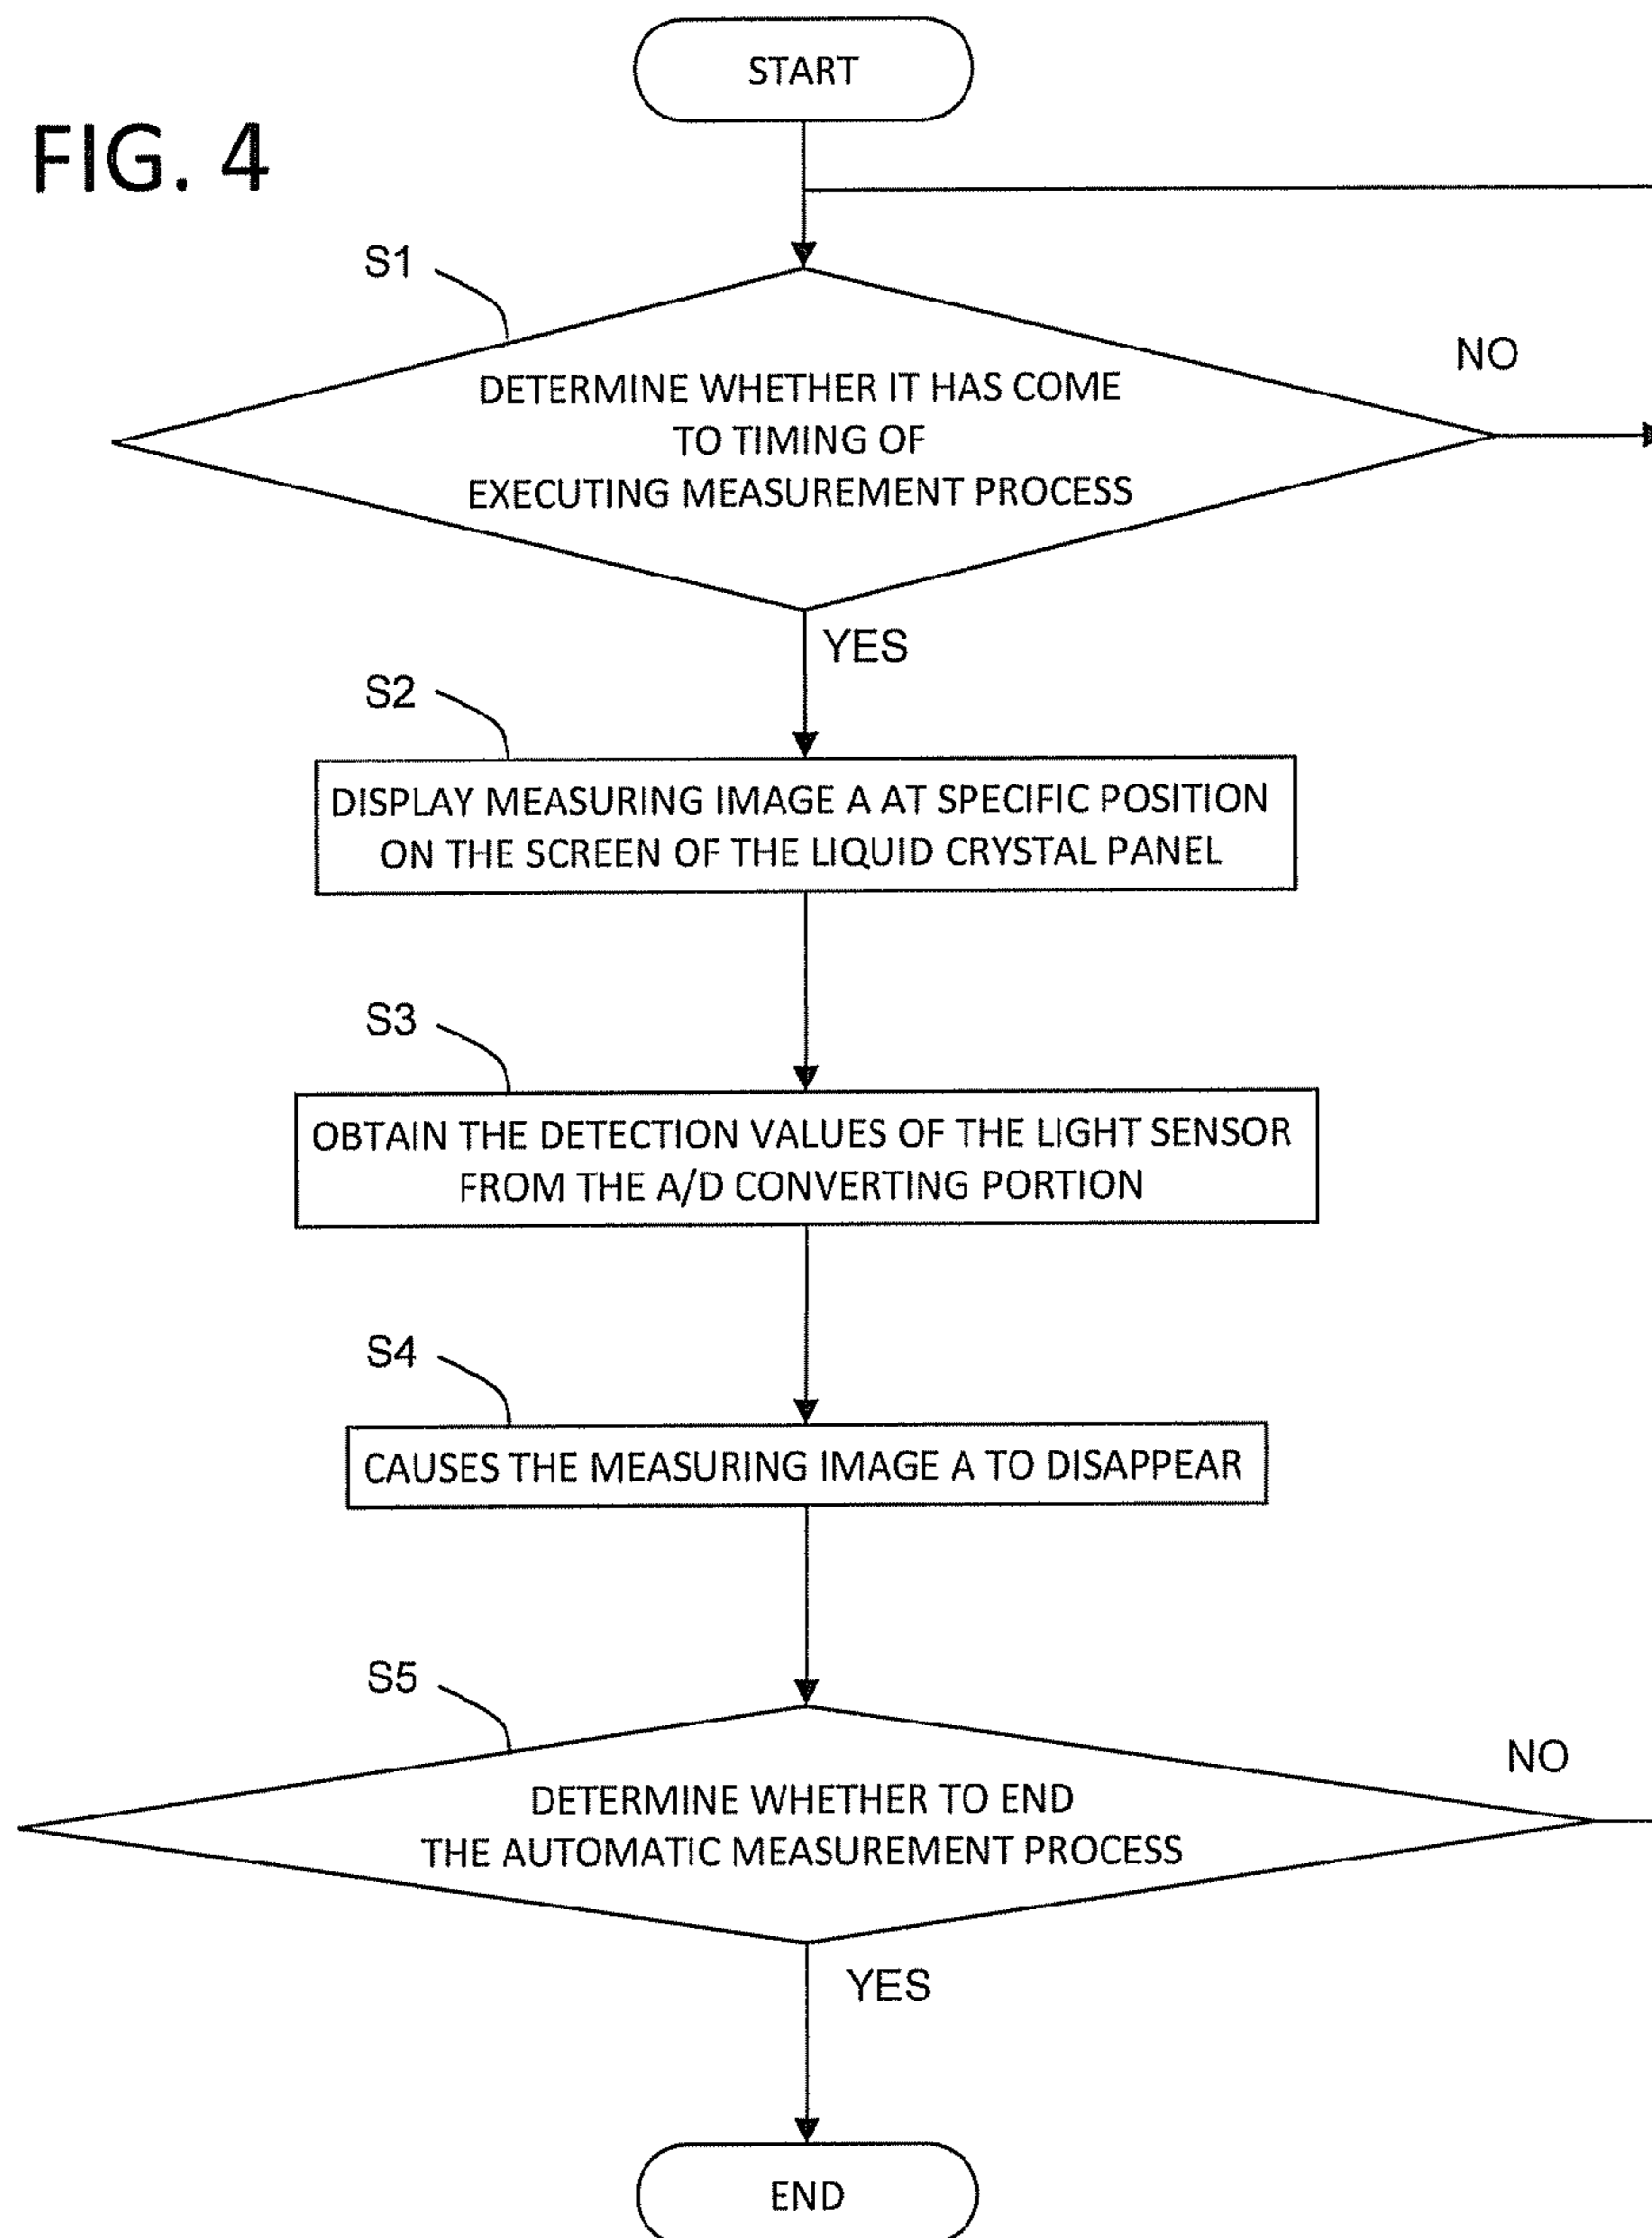 START
FIG. 4
S1
NO
DETERMINE WHETHER IT HAS COME
TO TIMING OF
EXECUTING MEASUREMENT PROCESS
YES
S2
DISPLAY MEASURING IMAGE A AT SPECIFIC POSITION
ON THE SCREEN OF THE LIQUID CRYSTAL PANEL
S3
OBTAIN THE DETECTION VALUES OF THE LIGHT SENSOR
FROM THE A/D CONVERTING PORTION
S4
CAUSES THE MEASURING IMAGE A TO DISAPPEAR
S5
NO
DETERMINE WHETHER TO END
THE AUTOMATIC MEASUREMENT PROCESS
YES
END